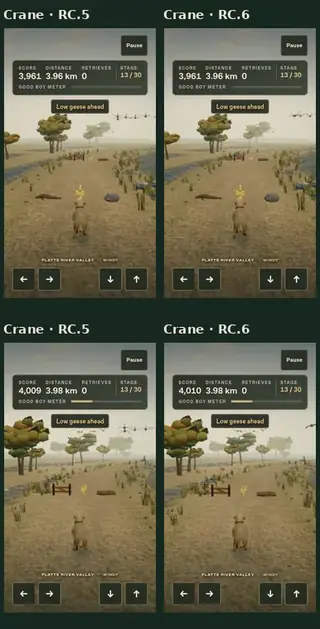 Crane · RC.5
Pause
SCORE DISTANCE RETRIEVES STAGE
3,961 3.96 km 0 13 / 30
GOOD BOY METER
Low geese ahead
PLATTE RIVER VALLEY · WINDY
← → ↓ ↑
Crane · RC.6
Pause
SCORE DISTANCE RETRIEVES STAGE
3,961 3.96 km 0 13 / 30
GOOD BOY METER
Low geese ahead
PLATTE RIVER VALLEY · WINDY
← → ↓ ↑
Crane · RC.5
Pause
SCORE DISTANCE RETRIEVES STAGE
4,009 3.98 km 0 13 / 30
GOOD BOY METER
Low geese ahead
PLATTE RIVER VALLEY · WINDY
← → ↓ ↑
Crane · RC.6
Pause
SCORE DISTANCE RETRIEVES STAGE
4,010 3.98 km 0 13 / 30
GOOD BOY METER
Low geese ahead
PLATTE RIVER VALLEY · WINDY
← → ↓ ↑